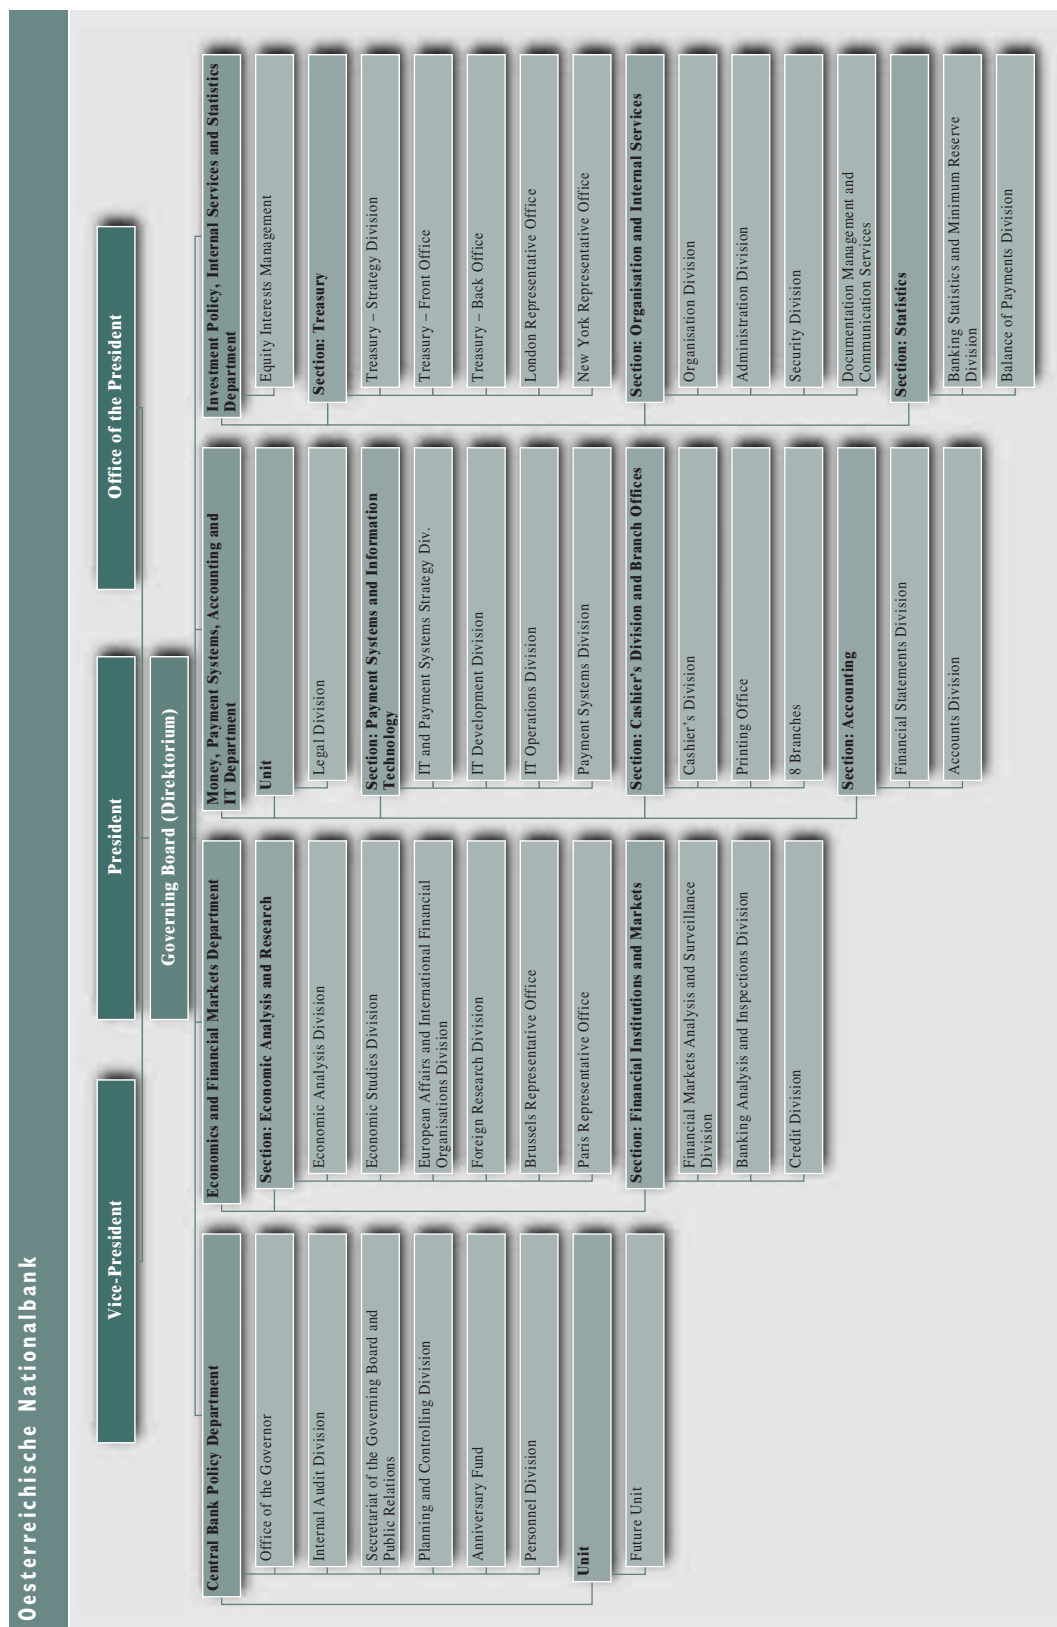 Oesterreichische Nationalbank
Vice-President
President
Office of the President
Governing Board (Direktorium)
Central Bank Policy Department
Office of the Governor
Internal Audit Division
Secretariat of the Governing Board and
Public Relations
Planning and Controlling Division
Anniversary Fund
Personnel Division
Unit
Future Unit
Economics and Financial Markets Department
Section: Economic Analysis and Research
Economic Analysis Division
Economic Studies Division
European Affairs and International Financial
Organisations Division
Foreign Research Division
Brussels Representative Office
Paris Representative Office
Section: Financial Institutions and Markets
Financial Markets Analysis and Surveillance
Division
Banking Analysis and Inspections Division
Credit Division
Money, Payment Systems, Accounting and
IT Department
Unit
Legal Division
Section: Payment Systems and Information
Technology
IT and Payment Systems Strategy Div.
IT Development Division
IT Operations Division
Payment Systems Division
Section: Cashier's Division and Branch Offices
Cashier's Division
Printing Office
8 Branches
Section: Accounting
Financial Statements Division
Accounts Division
Investment Policy, Internal Services and Statistics
Department
Equity Interests Management
Section: Treasury
Treasury – Strategy Division
Treasury – Front Office
Treasury – Back Office
London Representative Office
New York Representative Office
Section: Organisation and Internal Services
Organisation Division
Administration Division
Security Division
Documentation Management and
Communication Services
Section: Statistics
Banking Statistics and Minimum Reserve
Division
Balance of Payments Division